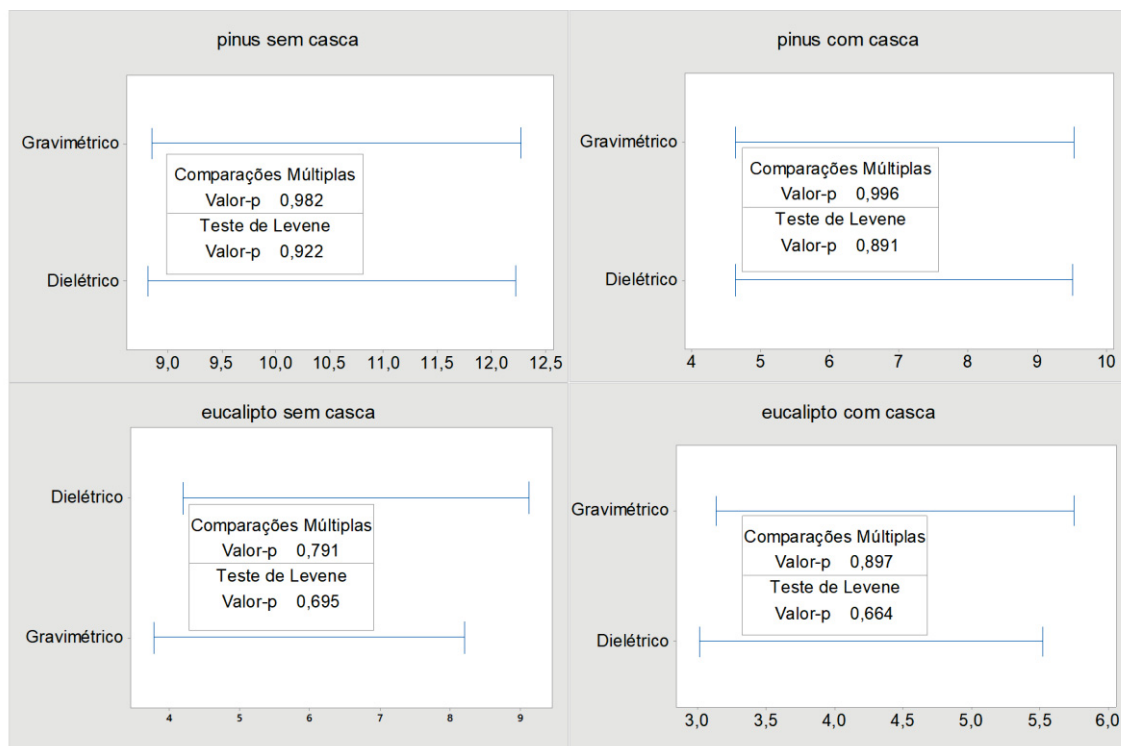 pinus sem casca
Gravimétrico
Comparações Múltiplas
Valor-p 0,982
Teste de Levene
Valor-p 0,922
Dielétrico
9,0 9,5 10,0 10,5 11,0 11,5 12,0 12,5
pinus com casca
Gravimétrico
Comparações Múltiplas
Valor-p 0,996
Teste de Levene
Valor-p 0,891
Dielétrico
4 5 6 7 8 9 10
eucalipto sem casca
Dielétrico
Comparações Múltiplas
Valor-p 0,791
Teste de Levene
Valor-p 0,695
Gravimétrico
4 5 6 7 8 9
eucalipto com casca
Gravimétrico
Comparações Múltiplas
Valor-p 0,897
Teste de Levene
Valor-p 0,664
Dielétrico
3,0 3,5 4,0 4,5 5,0 5,5 6,0